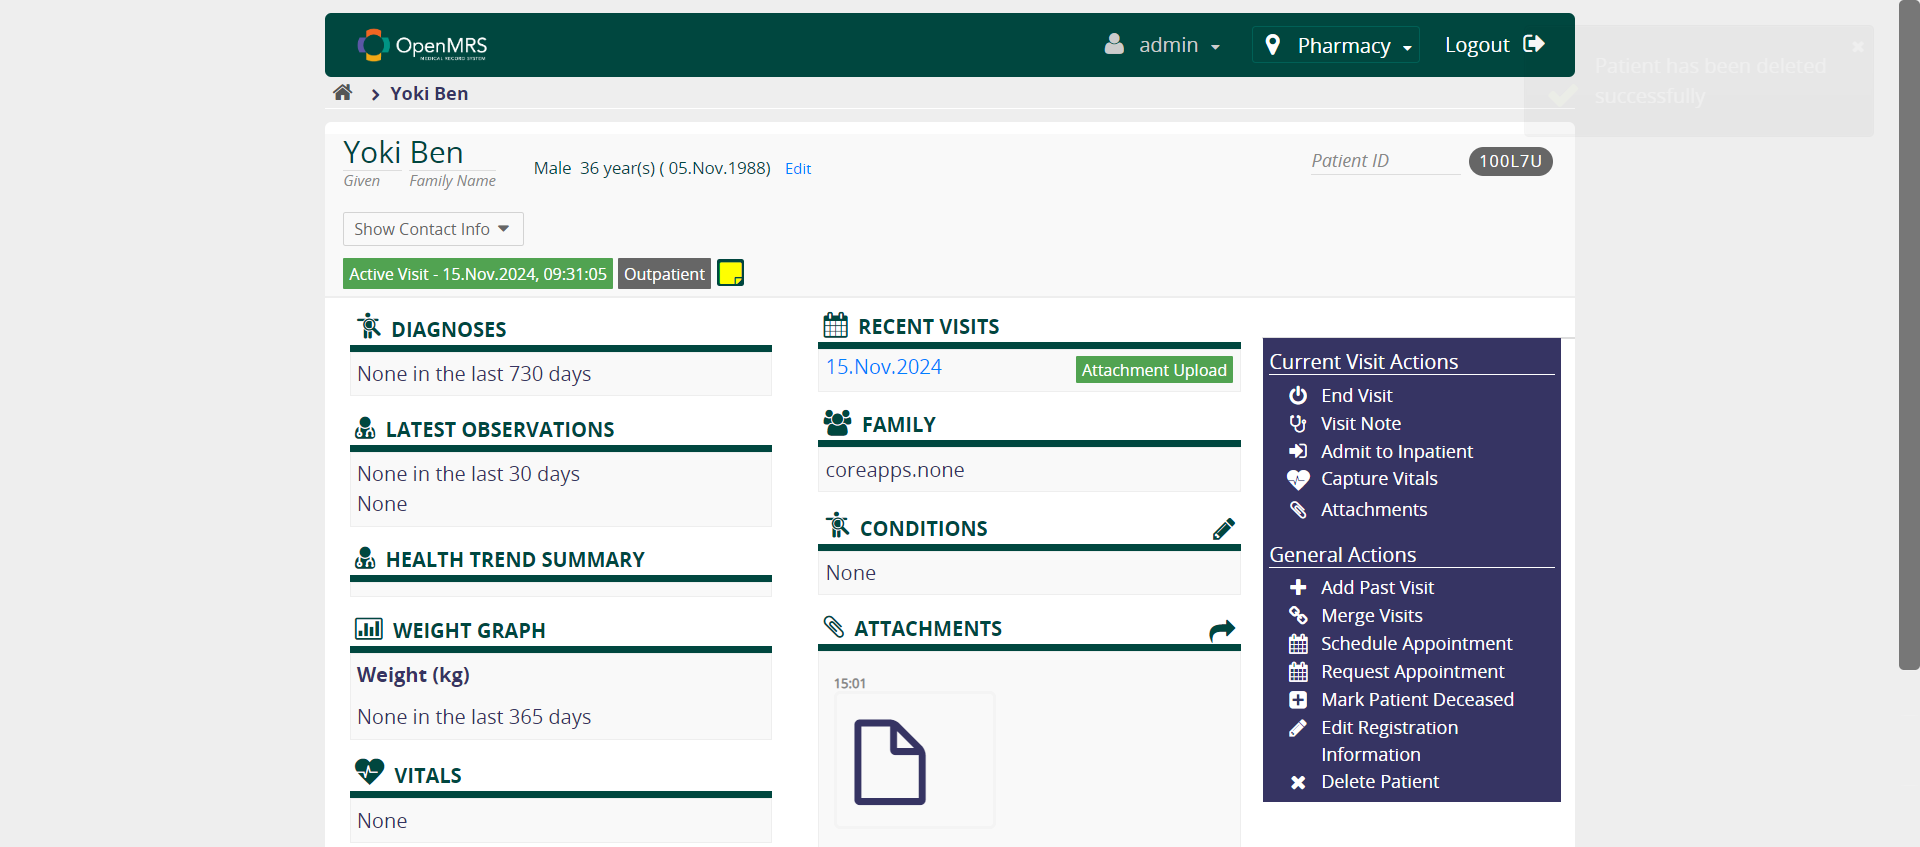 OpenMRS
MEDICAL RECORD SYSTEM
admin
Pharmacy
Logout
Patient has been deleted
successfully
Yoki Ben
Yoki Ben
Given Family Name
Male 36 year(s) ( 05.Nov.1988) Edit
Patient ID 100L7U
Show Contact Info
Active Visit - 15.Nov.2024, 09:31:05 Outpatient
DIAGNOSES
None in the last 730 days
LATEST OBSERVATIONS
None in the last 30 days
None
HEALTH TREND SUMMARY
WEIGHT GRAPH
Weight (kg)
None in the last 365 days
VITALS
None
RECENT VISITS
15.Nov.2024 Attachment Upload
FAMILY
coreapps.none
CONDITIONS
None
ATTACHMENTS
15:01
Current Visit Actions
End Visit
Visit Note
Admit to Inpatient
Capture Vitals
Attachments
General Actions
Add Past Visit
Merge Visits
Schedule Appointment
Request Appointment
Mark Patient Deceased
Edit Registration
Information
Delete Patient